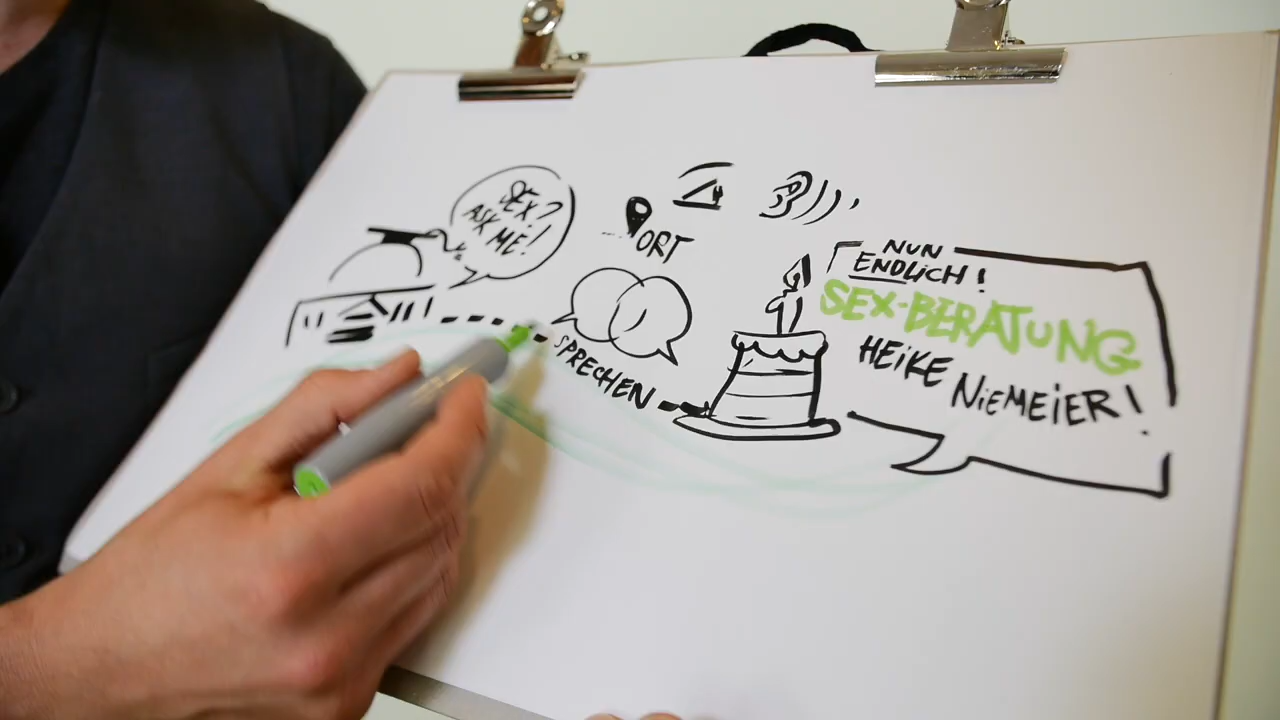 SEX?
ASK ME!
ORT
SPRECHEN
NUN
ENDLICH!
SEX-BERATUNG
HEIKE NIEMEIER!